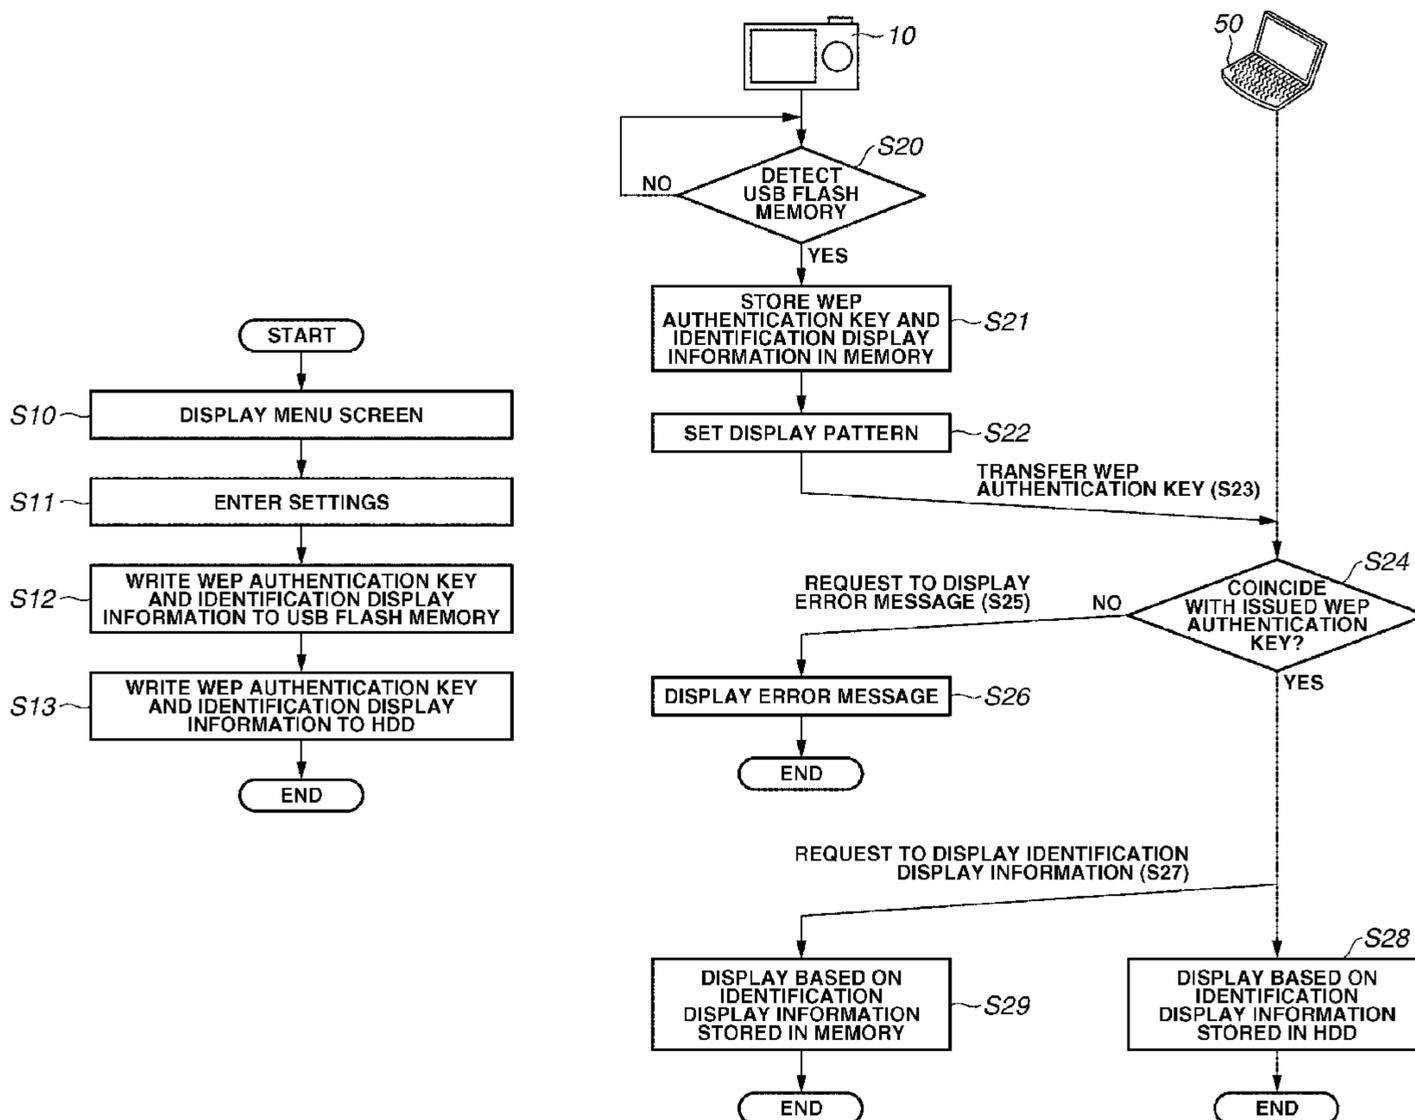 START
S10
DISPLAY MENU SCREEN
S11
ENTER SETTINGS
S12
WRITE WEP AUTHENTICATION KEY
AND IDENTIFICATION DISPLAY
INFORMATION TO USB FLASH MEMORY
S13
WRITE WEP AUTHENTICATION KEY
AND IDENTIFICATION DISPLAY
INFORMATION TO HDD
END
10
50
S20
DETECT
USB FLASH
MEMORY
NO
YES
STORE WEP
AUTHENTICATION KEY AND
IDENTIFICATION DISPLAY
INFORMATION IN MEMORY
S21
SET DISPLAY PATTERN
S22
TRANSFER WEP
AUTHENTICATION KEY (S23)
S24
COINCIDE
WITH ISSUED WEP
AUTHENTICATION
KEY?
NO
YES
REQUEST TO DISPLAY
ERROR MESSAGE (S25)
DISPLAY ERROR MESSAGE
S26
END
REQUEST TO DISPLAY IDENTIFICATION
DISPLAY INFORMATION (S27)
S28
DISPLAY BASED ON
IDENTIFICATION
DISPLAY INFORMATION
STORED IN MEMORY
S29
DISPLAY BASED ON
IDENTIFICATION
DISPLAY INFORMATION
STORED IN HDD
END
END